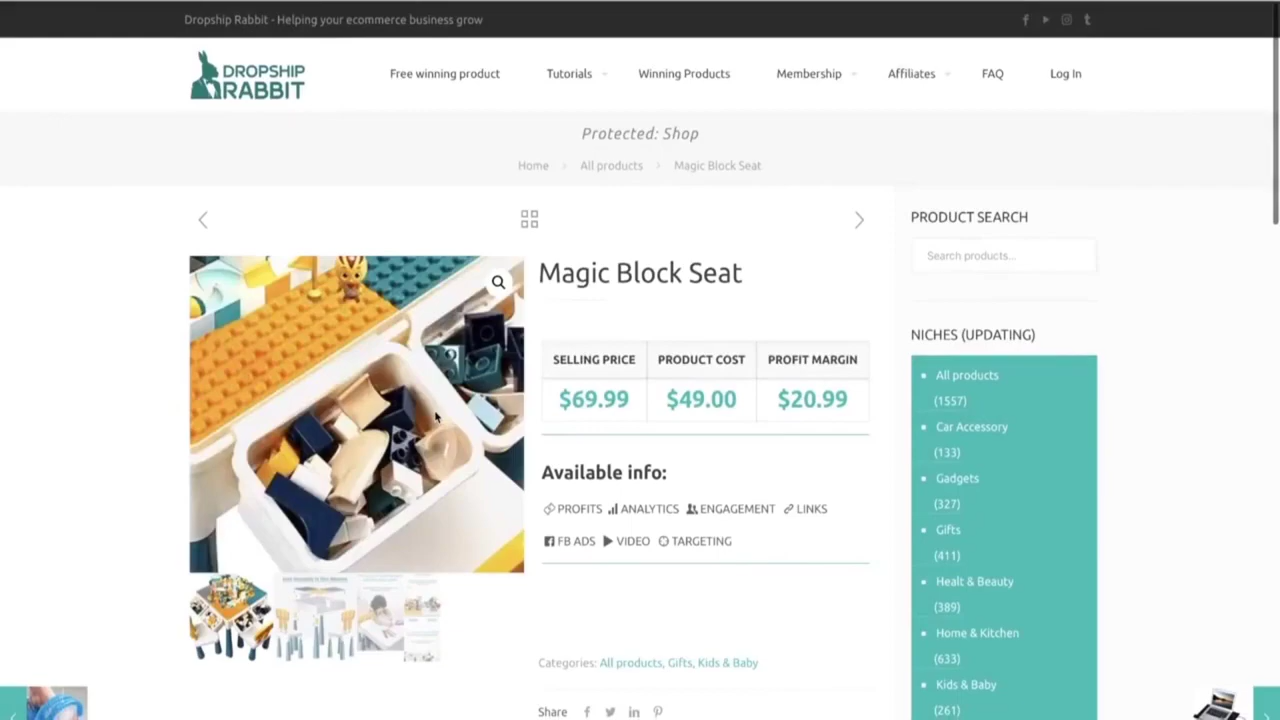 Dropship Rabbit - Helping your ecommerce business grow
DROPSHIP
RABBIT
Free winning product
Tutorials
Winning Products
Membership
Affiliates
FAQ
Log In
Protected: Shop
Home
All products
Magic Block Seat
Magic Block Seat
SELLING PRICE PRODUCT COST PROFIT MARGIN
$69.99 $49.00 $20.99
Available info:
PROFITS ANALYTICS ENGAGEMENT LINKS
FB ADS VIDEO TARGETING
Categories: All products, Gifts, Kids & Baby
Share
PRODUCT SEARCH
Search products...
NICHES (UPDATING)
All products
(1557)
Car Accessory
(133)
Gadgets
(327)
Gifts
(411)
Healt & Beauty
(389)
Home & Kitchen
(633)
Kids & Baby
(261)